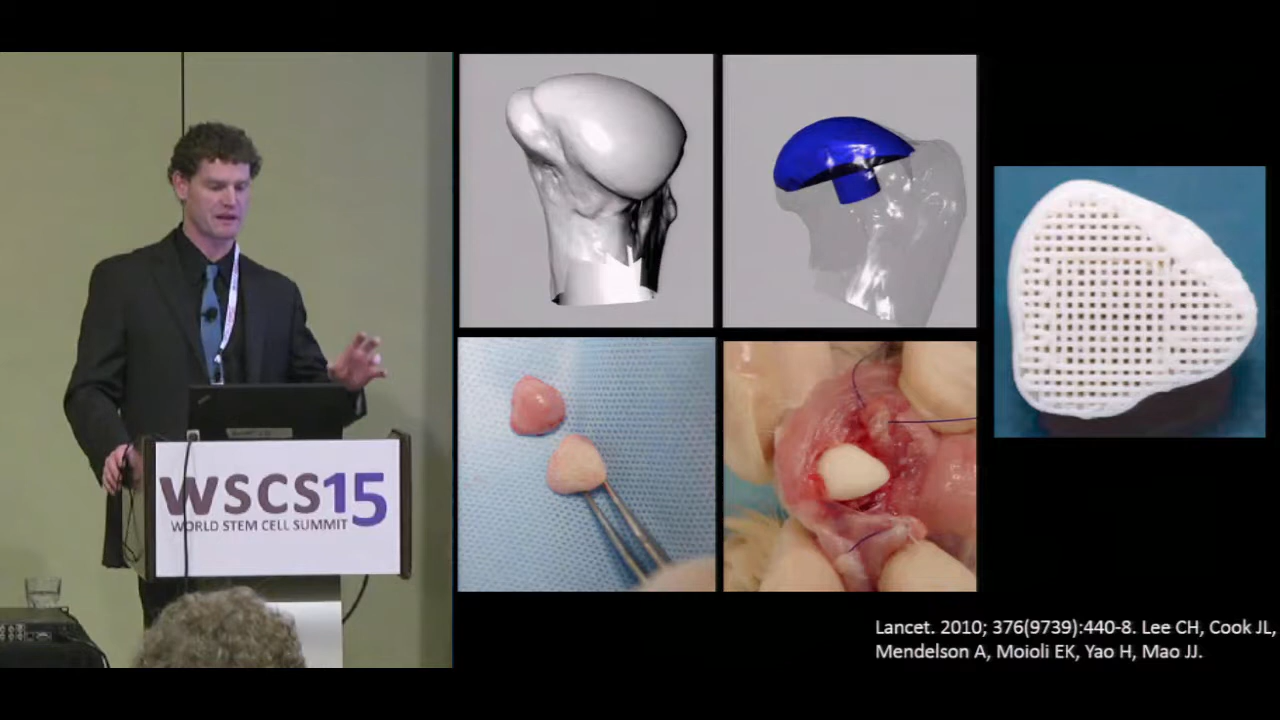 WSCS15
WORLD STEM CELL SUMMIT
Lancet. 2010; 376(9739):440-8. Lee CH, Cook JL,
Mendelson A, Moioli EK, Yao H, Mao JJ.